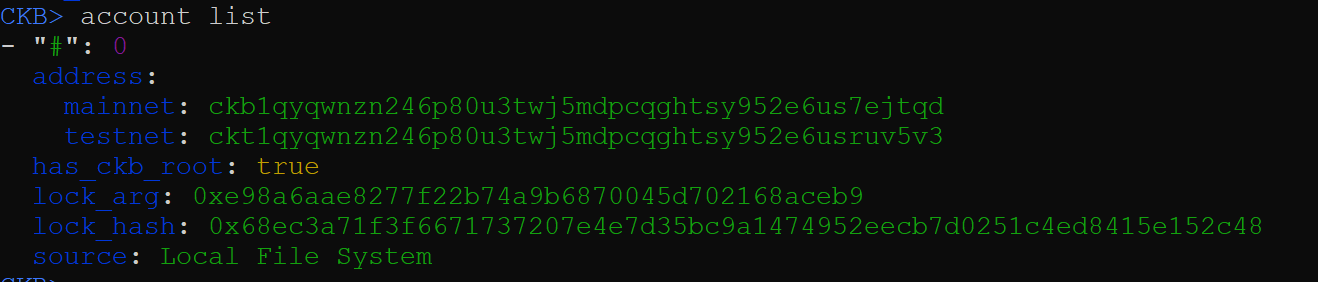 CKB> account list
- "#": 0
  address:
    mainnet: ckb1qyqwnzn246p80u3twj5mdpcqghtsy952e6us7ejtqd
    testnet: ckt1qyqwnzn246p80u3twj5mdpcqghtsy952e6usruv5v3
  has_ckb_root: true
  lock_arg: 0xe98a6aae8277f22b74a9b6870045d702168aceb9
  lock_hash: 0x68ec3a71f3f6671737207e4e7d35bc9a1474952eecb7d0251c4ed8415e152c48
  source: Local File System
CKB>